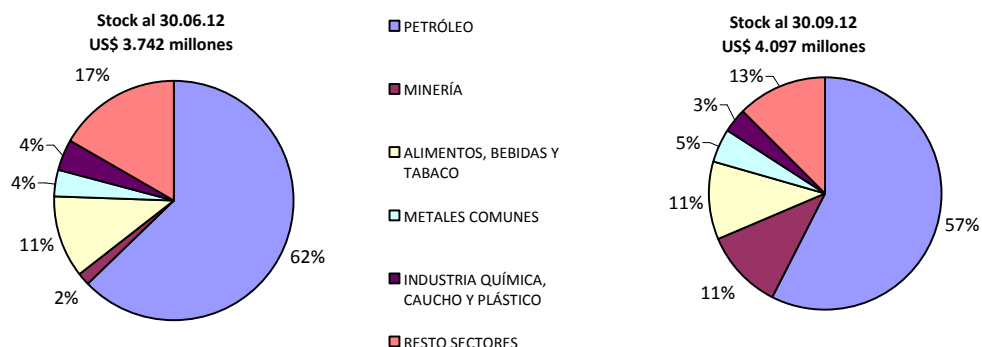 Stock al 30.06.12
US$ 3.742 millones
17%
4%
4%
11%
2%
62%
PETRÓLEO
MINERÍA
ALIMENTOS, BEBIDAS Y
TABACO
METALES COMUNES
INDUSTRIA QUÍMICA,
CAUCHO Y PLÁSTICO
RESTO SECTORES
Stock al 30.09.12
US$ 4.097 millones
13%
3%
5%
11%
11%
57%